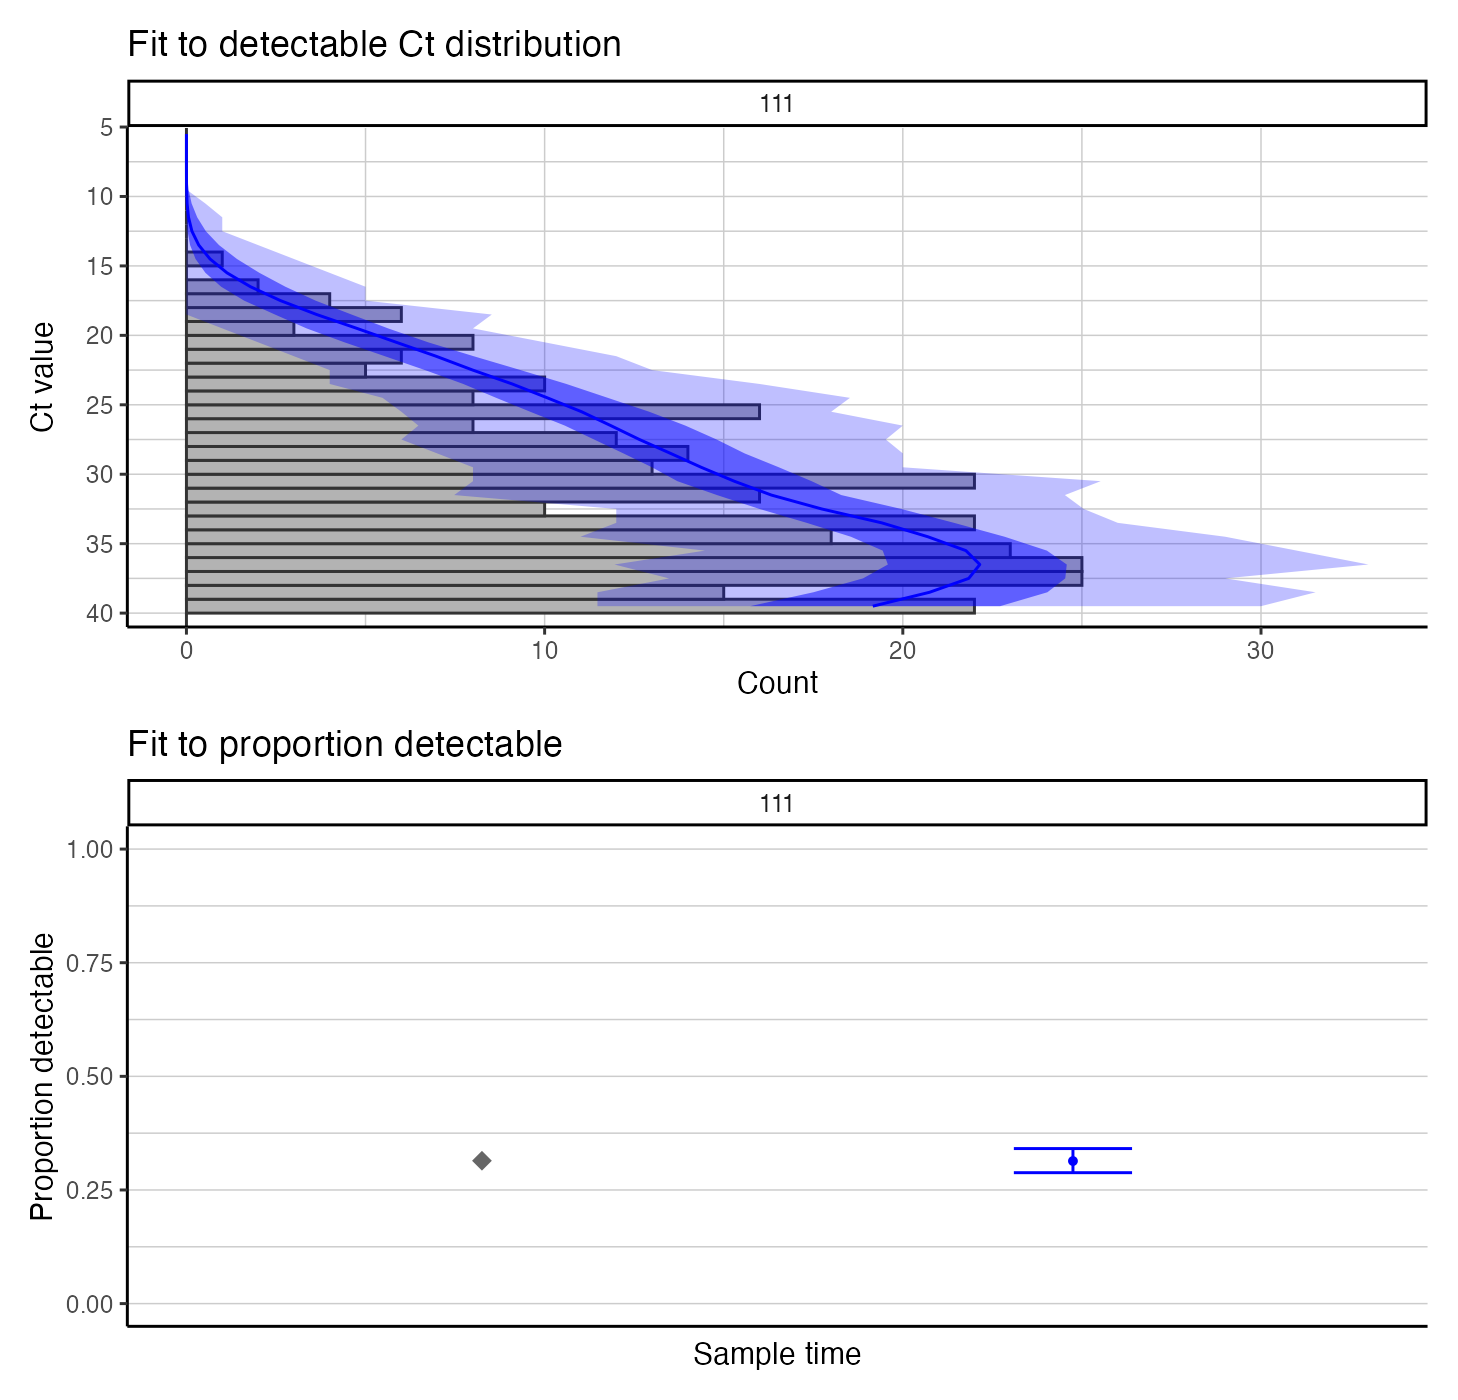 Fit to detectable Ct distribution
111
5
10
15
20
25
30
35
40
Ct value
0 10 20 30
Count
Fit to proportion detectable
111
1.00
0.75
0.50
0.25
0.00
Proportion detectable
Sample time